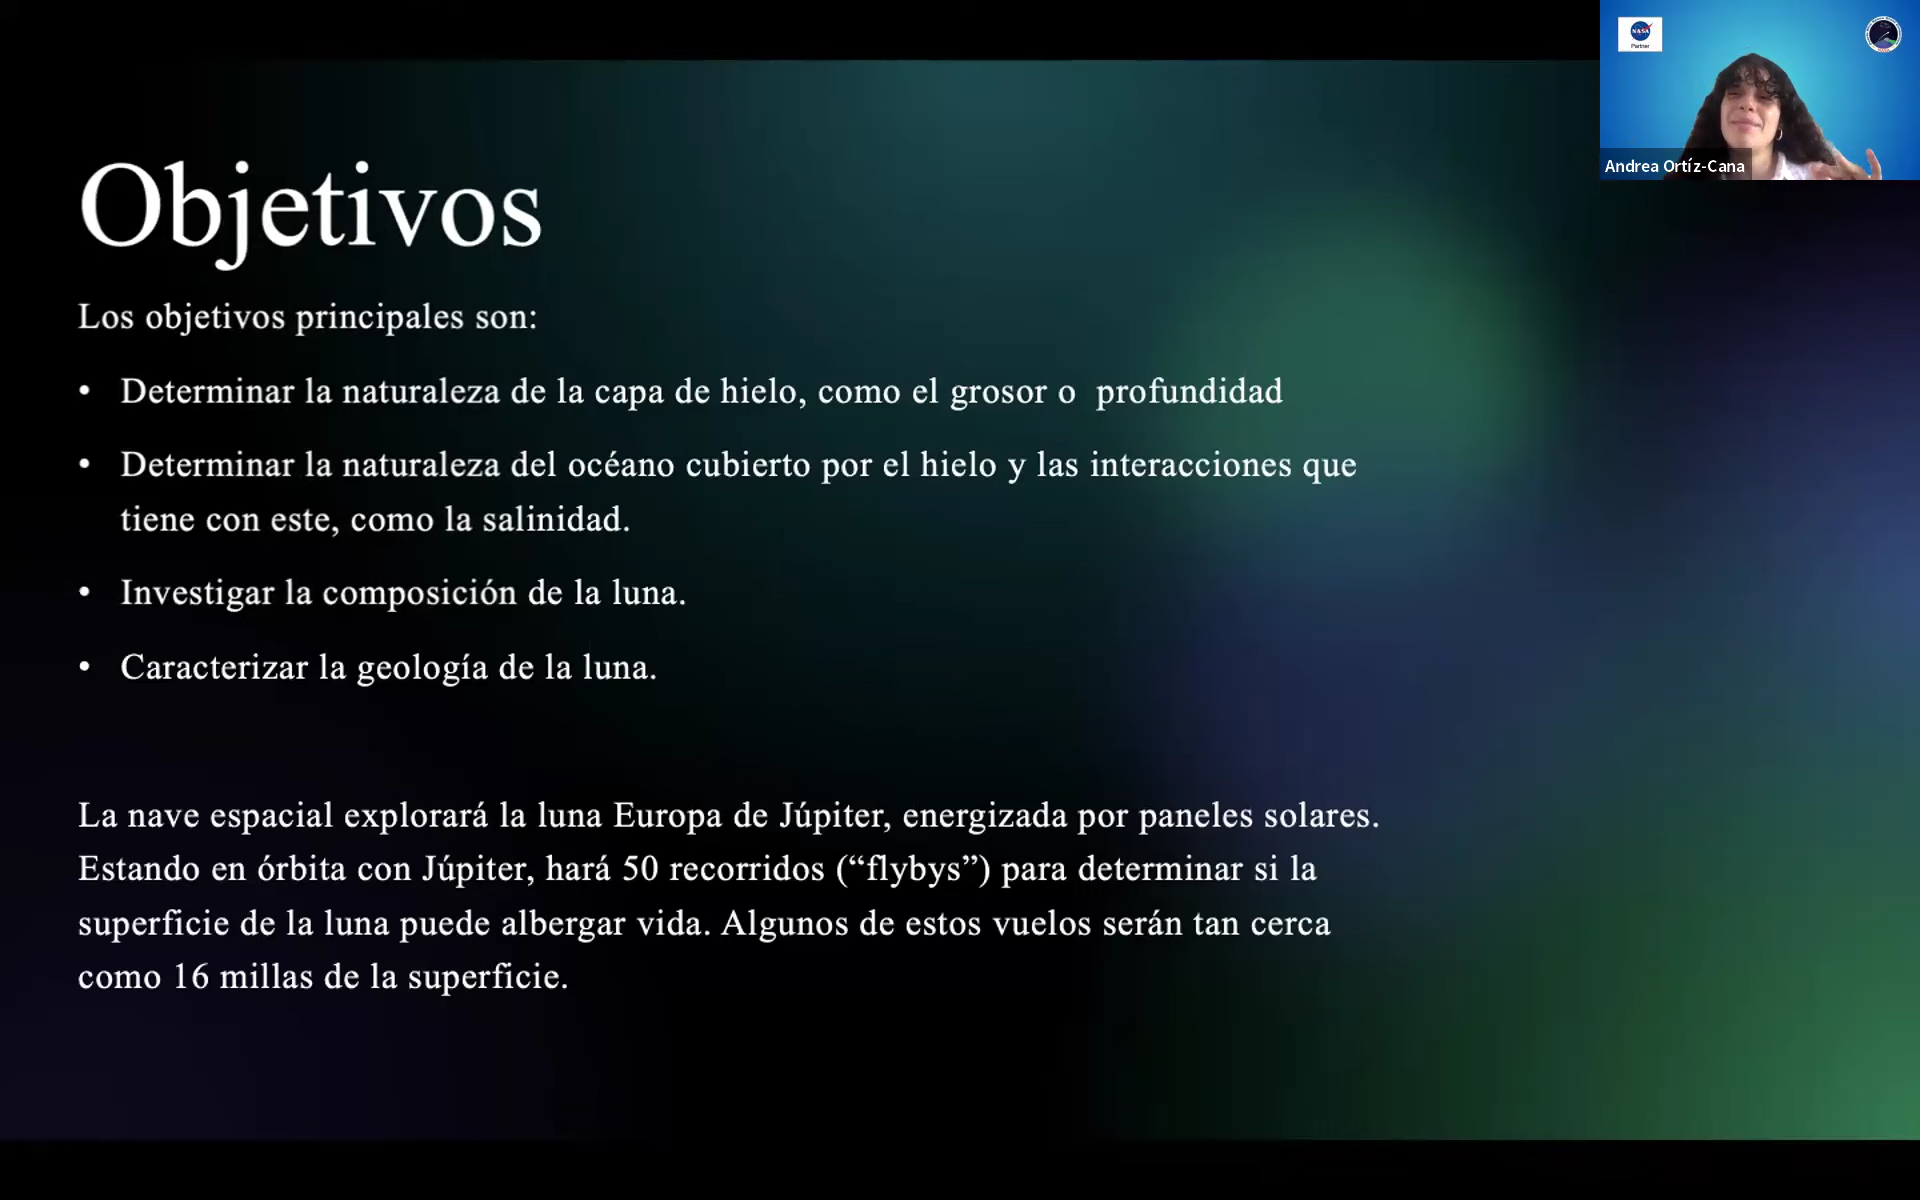 NASA
Partner
Andrea Ortíz-Cana
Objetivos
Los objetivos principales son:
• Determinar la naturaleza de la capa de hielo, como el grosor o  profundidad
• Determinar la naturaleza del océano cubierto por el hielo y las interacciones que
tiene con este, como la salinidad.
• Investigar la composición de la luna.
• Caracterizar la geología de la luna.
La nave espacial explorará la luna Europa de Júpiter, energizada por paneles solares.
Estando en órbita con Júpiter, hará 50 recorridos (“flybys”) para determinar si la
superficie de la luna puede albergar vida. Algunos de estos vuelos serán tan cerca
como 16 millas de la superficie.